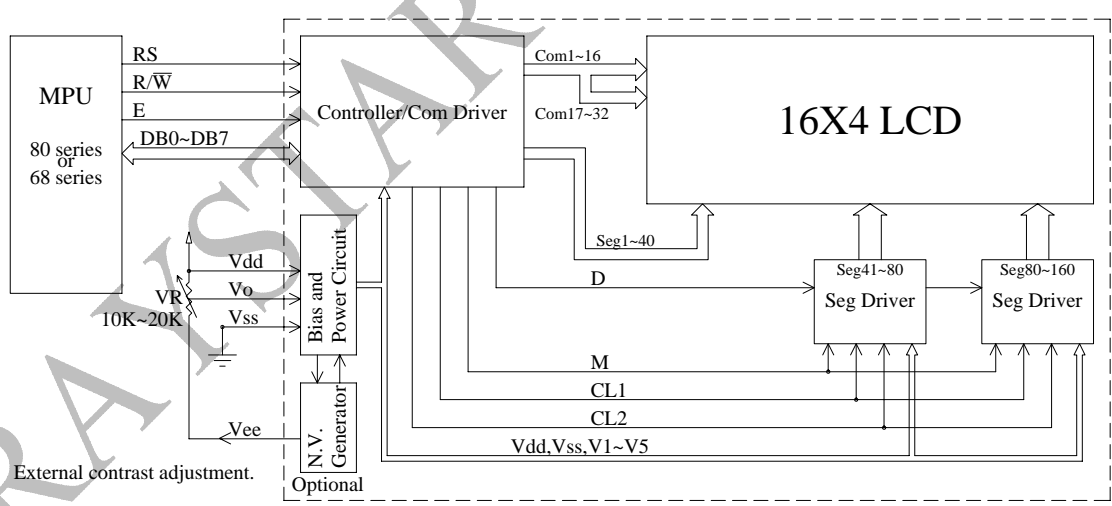 MPU
80 series
or
68 series
RS
R/W̅
E
DB0~DB7
Controller/Com Driver
Com1~16
Com17~32
16X4 LCD
Seg1~40
Vdd
Vo
Vss
VR
10K~20K
Bias and
Power Circuit
D
Seg41~80
Seg Driver
Seg80~160
Seg Driver
M
CL1
CL2
Vdd,Vss,V1~V5
Vee
N.V.
Generator
External contrast adjustment.
Optional
RAYSTAR